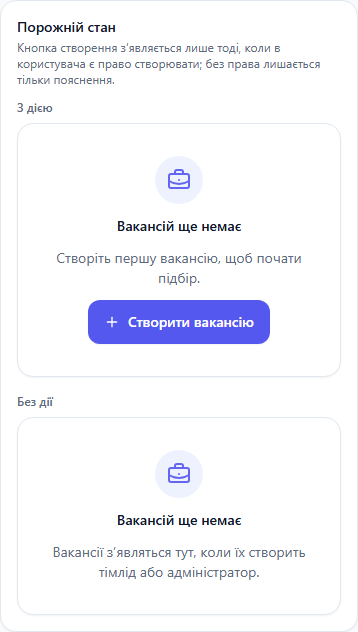 Порожній стан
Кнопка створення з’являється лише тоді, коли в
користувача є право створювати; без права лишається
тільки пояснення.
З дією
Вакансій ще немає
Створіть першу вакансію, щоб почати
підбір.
+ Створити вакансію
Без дії
Вакансій ще немає
Вакансії з’являться тут, коли їх створить
тімлід або адміністратор.